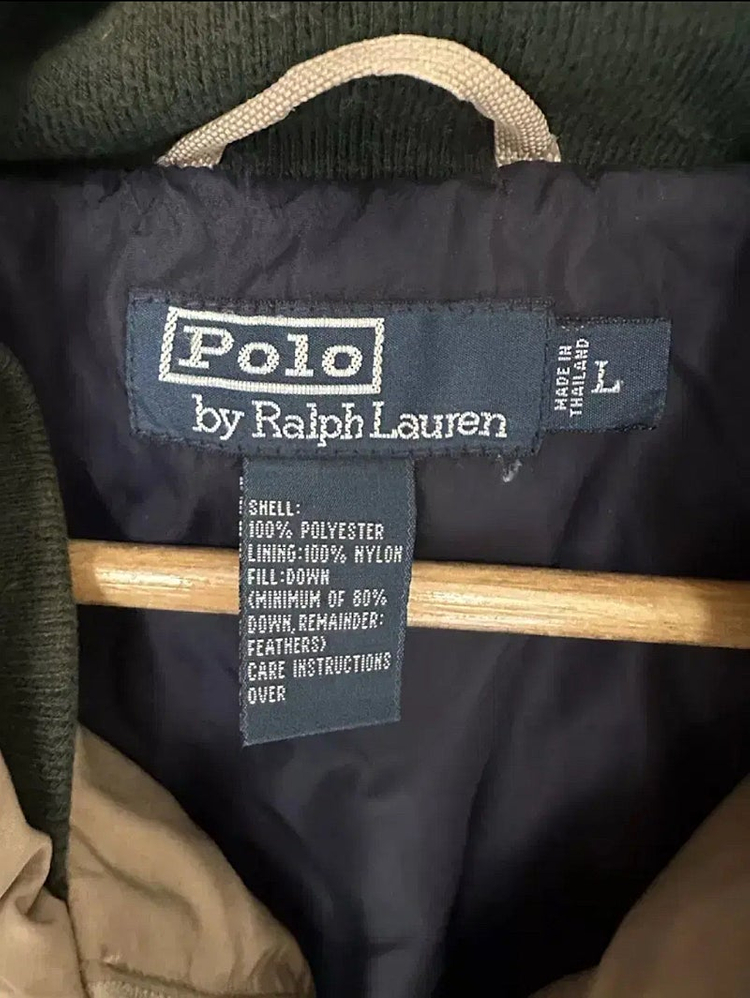 Polo
by Ralph Lauren
MADE IN
THAILAND
L
SHELL:
100% POLYESTER
LINING:100% NYLON
FILL:DOWN
(MINIMUM OF 80%
DOWN, REMAINDER:
FEATHERS)
CARE INSTRUCTIONS
OVER